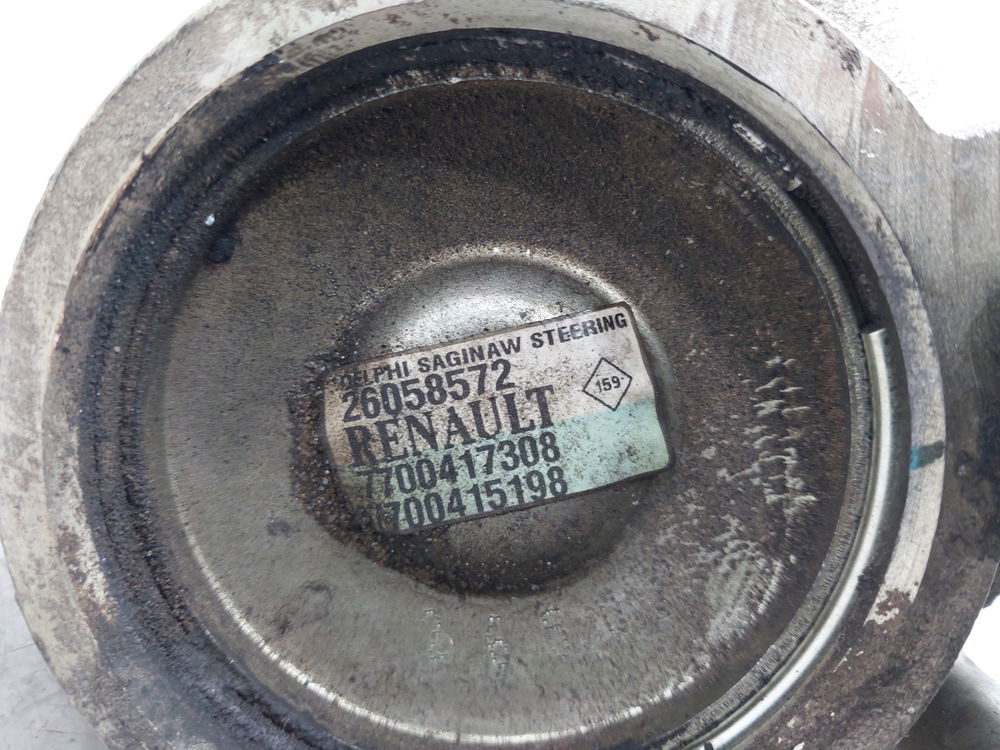 DELPHI SAGINAW STEERING
26058572
159
RENAULT
7700417308
7700415198